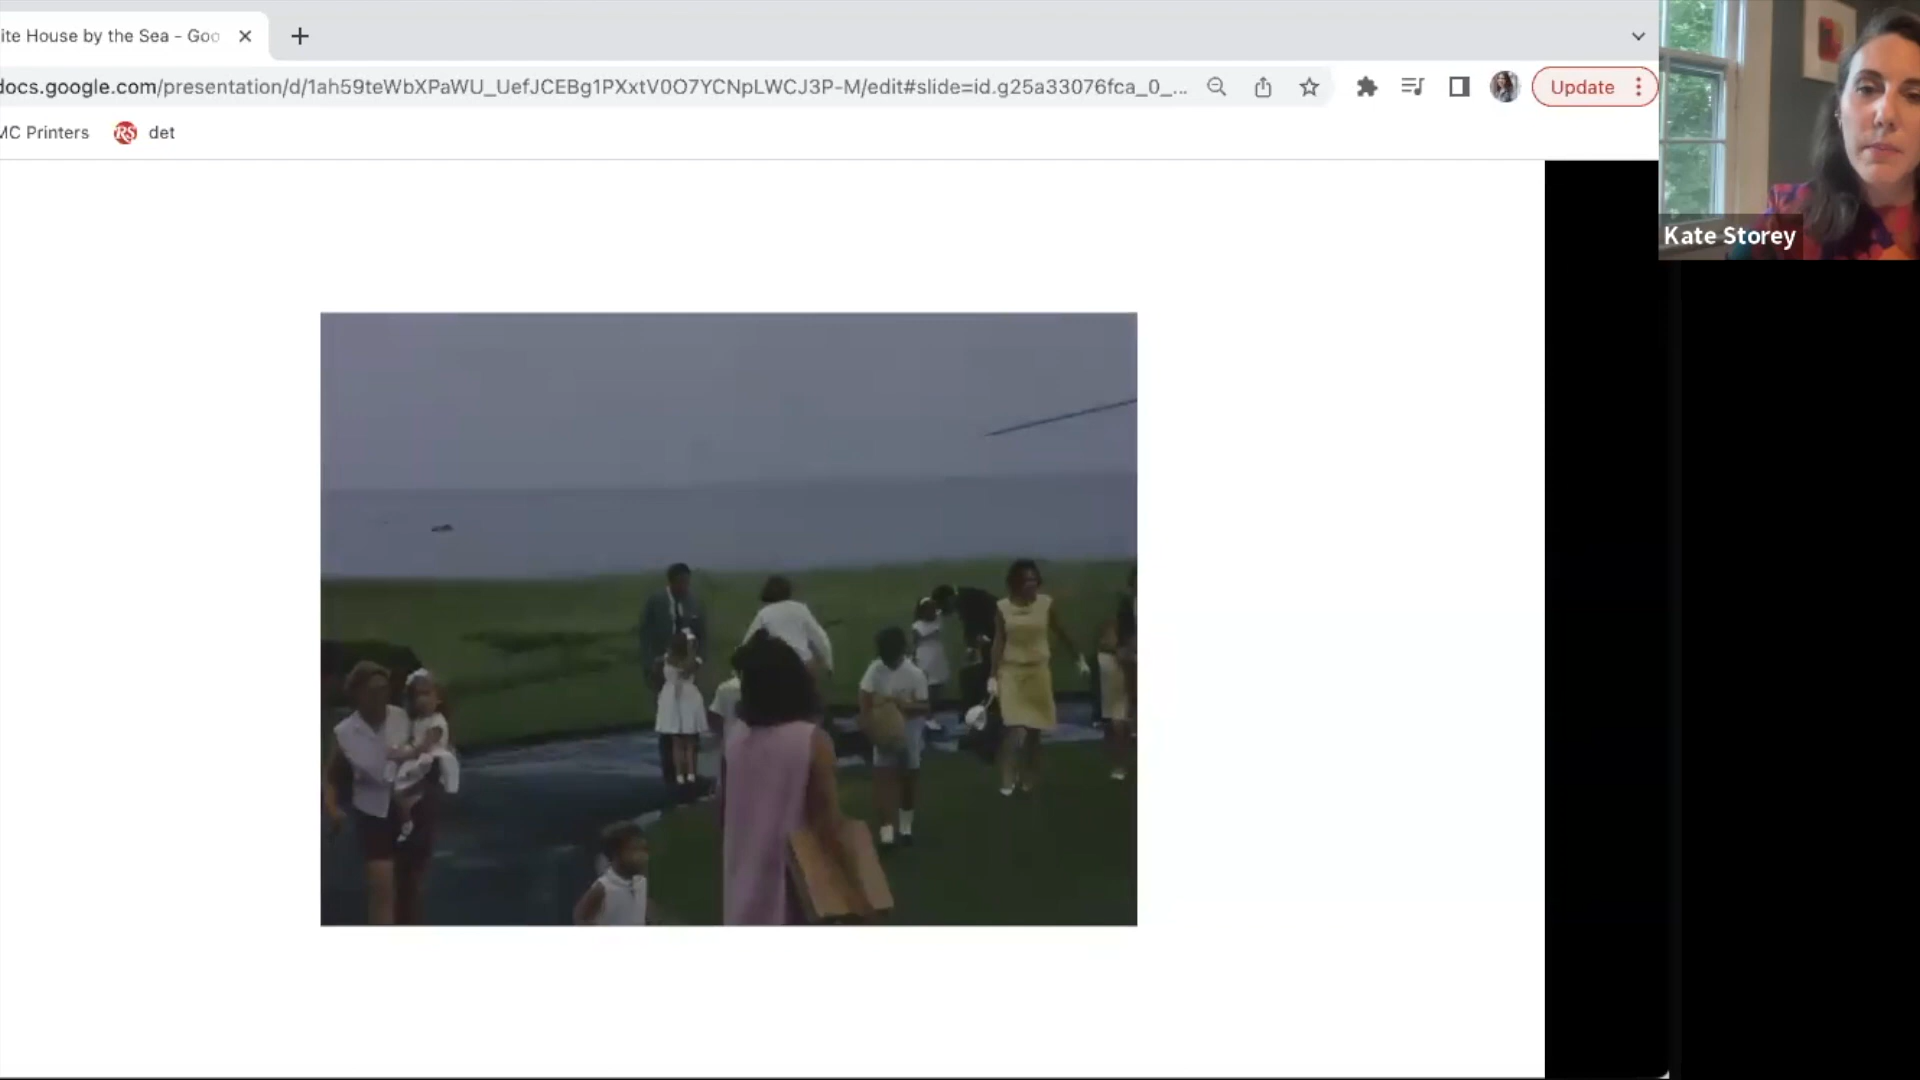 ite House by the Sea - Goo
docs.google.com/presentation/d/1ah59teWbXPaWU_UefJCEBg1PXxtV0O7YCNpLWCJ3P-M/edit#slide=id.g25a33076fca_0_...
Update
MC Printers
RS det
Kate Storey